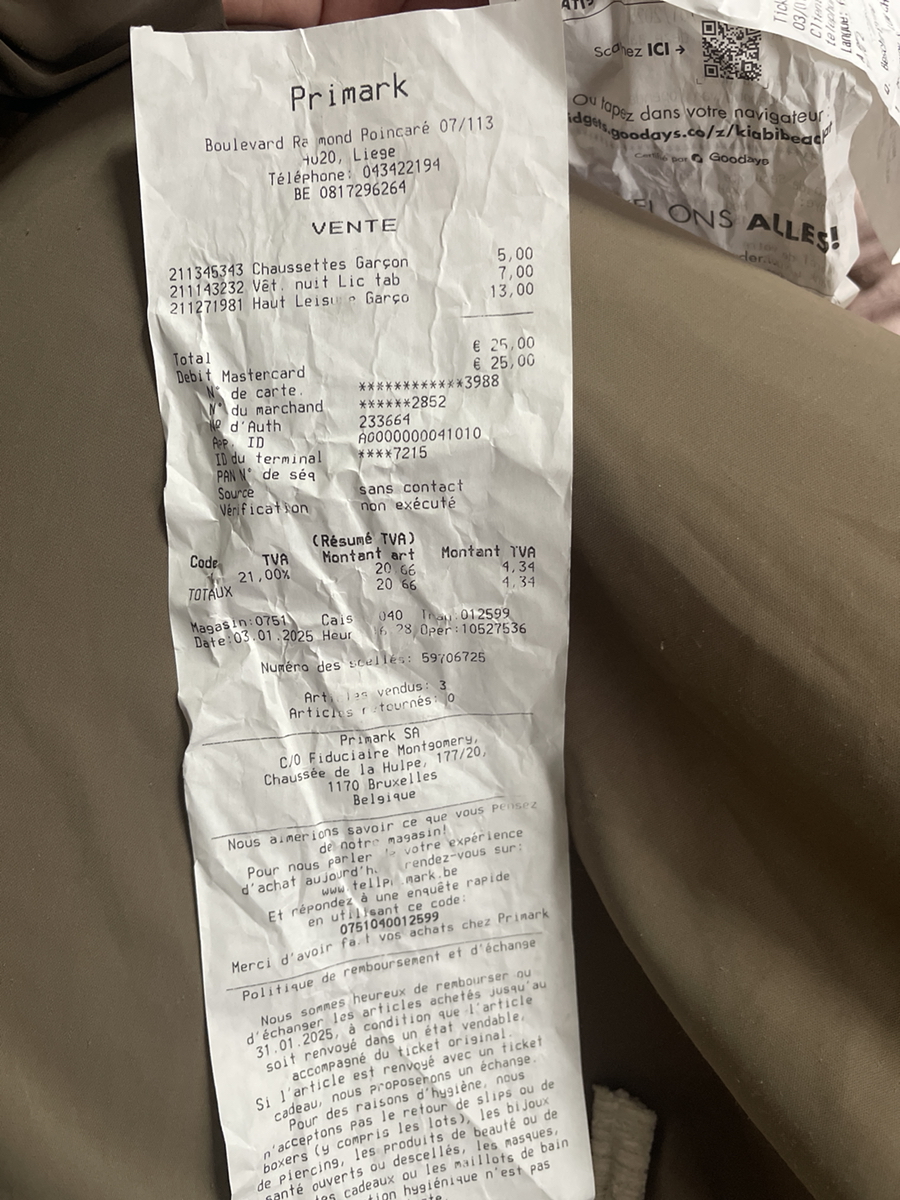 Primark
Boulevard Raymond Poincaré 07/113
4020, Liege
Téléphone: 043422194
BE 0817296264
VENTE
211345343 Chaussettes Garçon 5,00
211143232 Vêt. nuit Lic tab 7,00
211271981 Haut Leisure Garço 13,00
Total € 25,00
Debit Mastercard € 25,00
N° de carte. ************3988
N° du marchand ******2852
N° d'Auth 233664
App. ID A0000000041010
ID du terminal ****7215
PAN N° de séq
Source sans contact
Vérification non exécuté
(Résumé TVA)
Code TVA Montant art Montant TVA
21,00% 20 66 4,34
TOTAUX 20 66 4,34
Magasin:0751 Cais 040 Tran:012599
Date:03.01.2025 Heur 16:28 Oper:10527536
Numéro des scellés: 59706725
Articles vendus: 3
Articles retournés: 0
Primark SA
C/O Fiduciaire Montgomery,
Chaussée de la Hulpe, 177/20,
1170 Bruxelles
Belgique
Nous aimerions savoir ce que vous pensez
de notre magasin!
Pour nous parler de votre expérience
d'achat aujourd'hui rendez-vous sur:
www.tellprimark.be
Et répondez à une enquête rapide
en utilisant ce code:
0751040012599
Merci d'avoir fait vos achats chez Primark
Politique de remboursement et d'échange
Nous sommes heureux de rembourser ou
d'échanger les articles achetés jusqu'au
31.01.2025, à condition que l'article
soit renvoyé dans un état vendable,
accompagné du ticket original.
Si l'article est renvoyé avec un ticket
cadeau, nous proposerons un échange.
Pour des raisons d'hygiène, nous
n'acceptons pas le retour de slips ou de
boxers (y compris les lots), les bijoux
de piercing, les produits de beauté ou de
santé ouverts ou descellés, les masques,
les cadeaux ou les maillots de bain
hygiénique n'est pas
Scannez ICI →
Ou tapez dans votre navigateur
goodays.co/z/kiabibe
par Goodays
ONS ALLES!